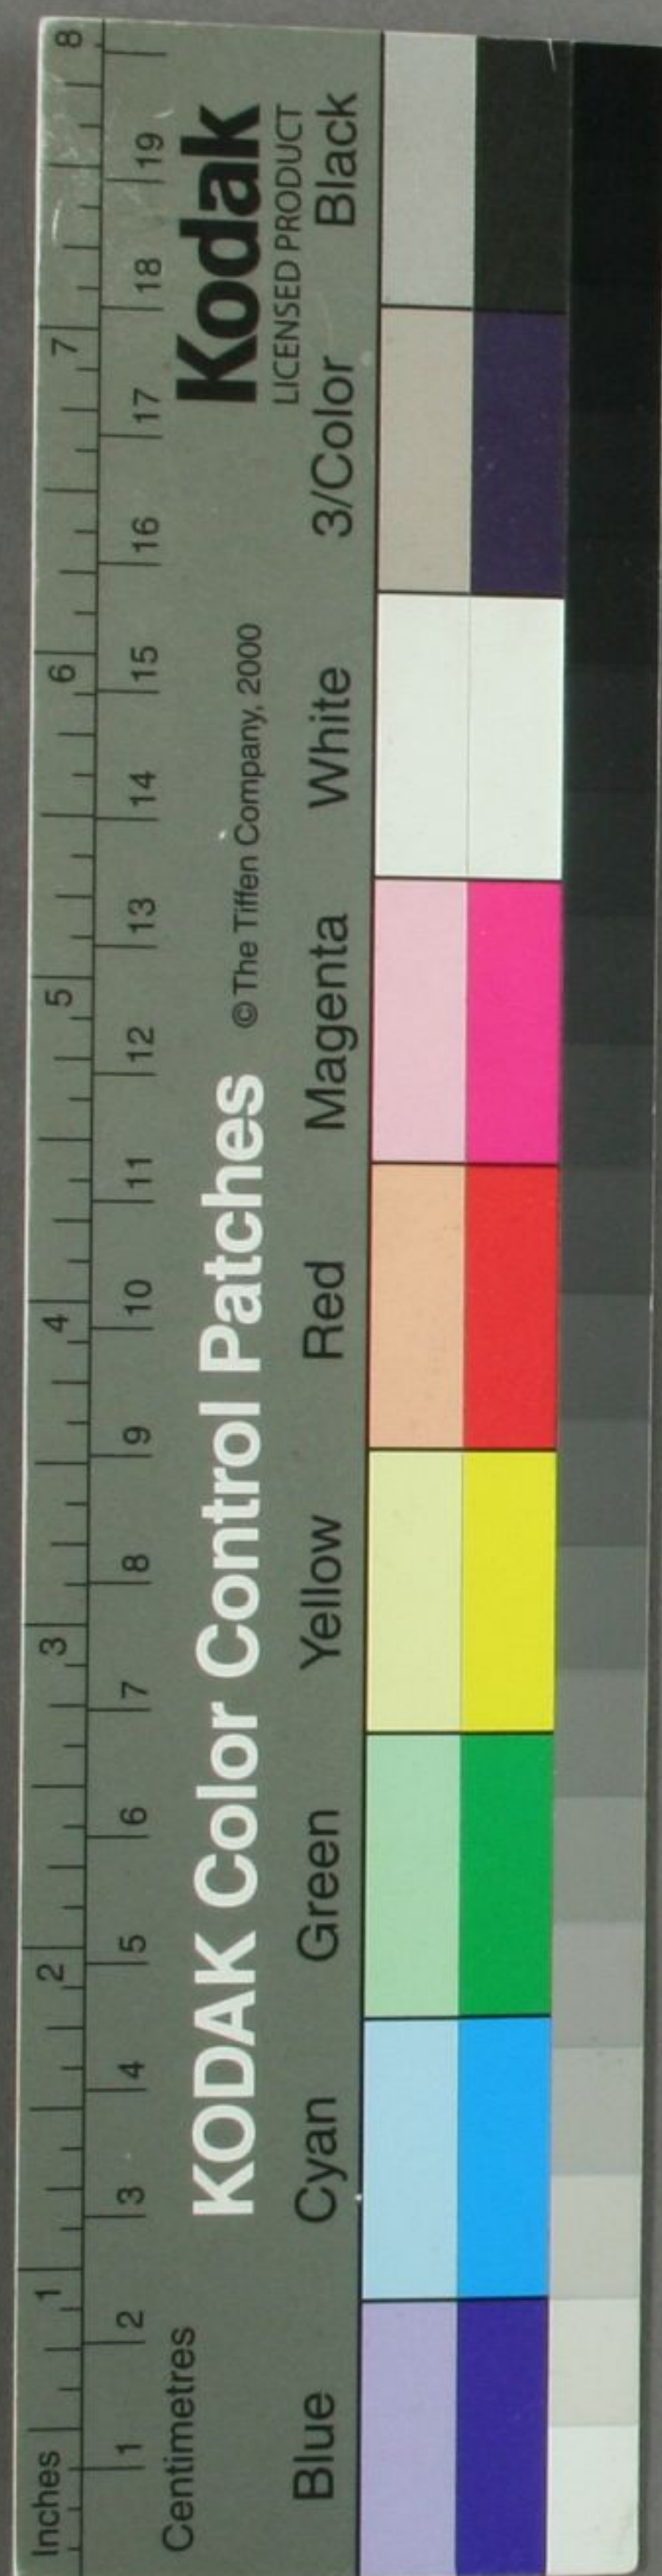 Inches 1 2 3 4 5 6 7 8
1 2 3 4 5 6 7 8 9 10 11 12 13 14 15 16 17 18 19
Centimetres
KODAK Color Control Patches © The Tiffen Company, 2000 Kodak
LICENSED PRODUCT
Blue Cyan Green Yellow Red Magenta White 3/Color Black